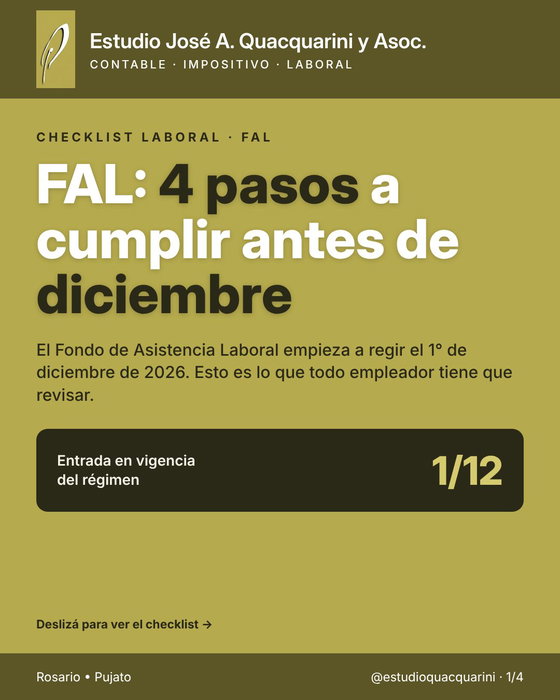 Estudio José A. Quacquarini y Asoc.
CONTABLE · IMPOSITIVO · LABORAL
CHECKLIST LABORAL · FAL
FAL: 4 pasos a
cumplir antes de
diciembre
El Fondo de Asistencia Laboral empieza a regir el 1° de
diciembre de 2026. Esto es lo que todo empleador tiene que
revisar.
Entrada en vigencia
del régimen
1/12
Deslizá para ver el checklist →
Rosario • Pujato
@estudioquacquarini · 1/4